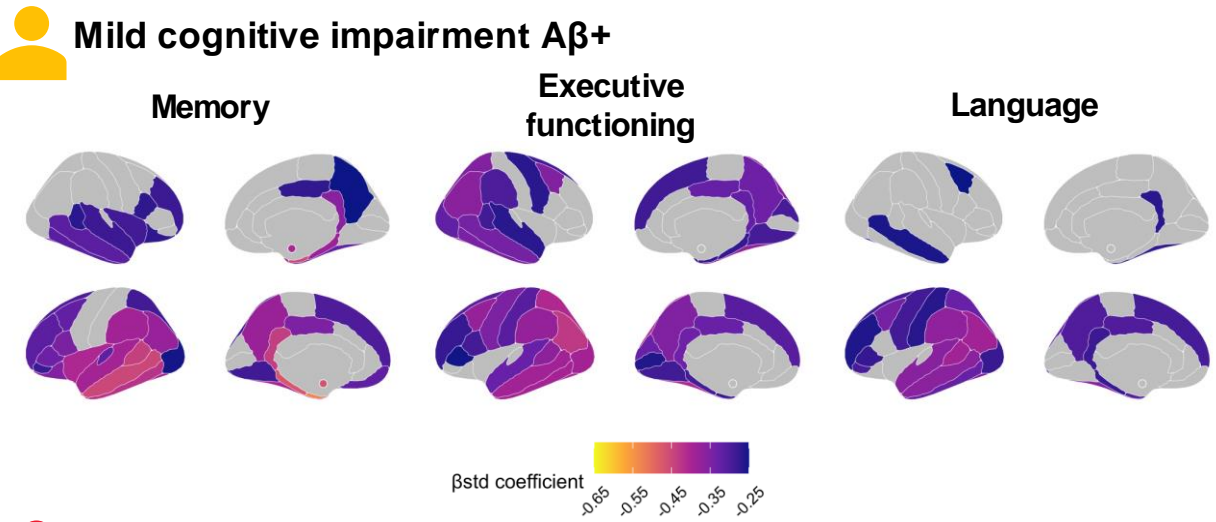 Mild cognitive impairment Aβ+
Memory
Executive
functioning
Language
βstd coefficient
-0.65
-0.55
-0.45
-0.35
-0.25